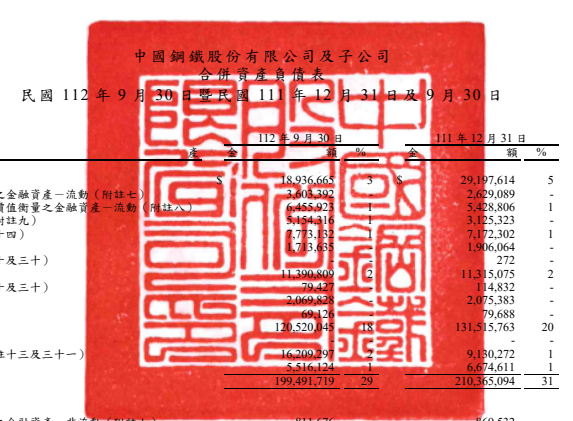 中國鋼鐵股份有限公司及子公司
合併資產負債表
民國 112 年 9 月 30 日暨民國 111 年 12 月 31 日及 9 月 30 日
112 年 9 月 30 日 111 年 12 月 31 日
產 金 額 % 金 額 %
$ 18,936,665 3 $ 29,197,614 5
之金融資產-流動(附註七) 3,603,392 - 2,629,089 -
價值衡量之金融資產-流動(附註八) 6,455,923 1 5,428,806 1
附註九) 5,154,316 1 3,125,323 -
十四) 7,773,132 1 7,172,302 1
1,713,635 - 1,906,064 -
十及三十) - - 272 -
11,390,809 2 11,315,075 2
十及三十) 79,427 - 114,832 -
2,069,828 - 2,075,383 -
69,126 - 79,688 -
120,520,045 18 131,515,763 20
- - - -
註十三及三十一) 16,209,297 2 9,130,272 1
5,516,124 1 6,674,611 1
199,491,719 29 210,365,094 31